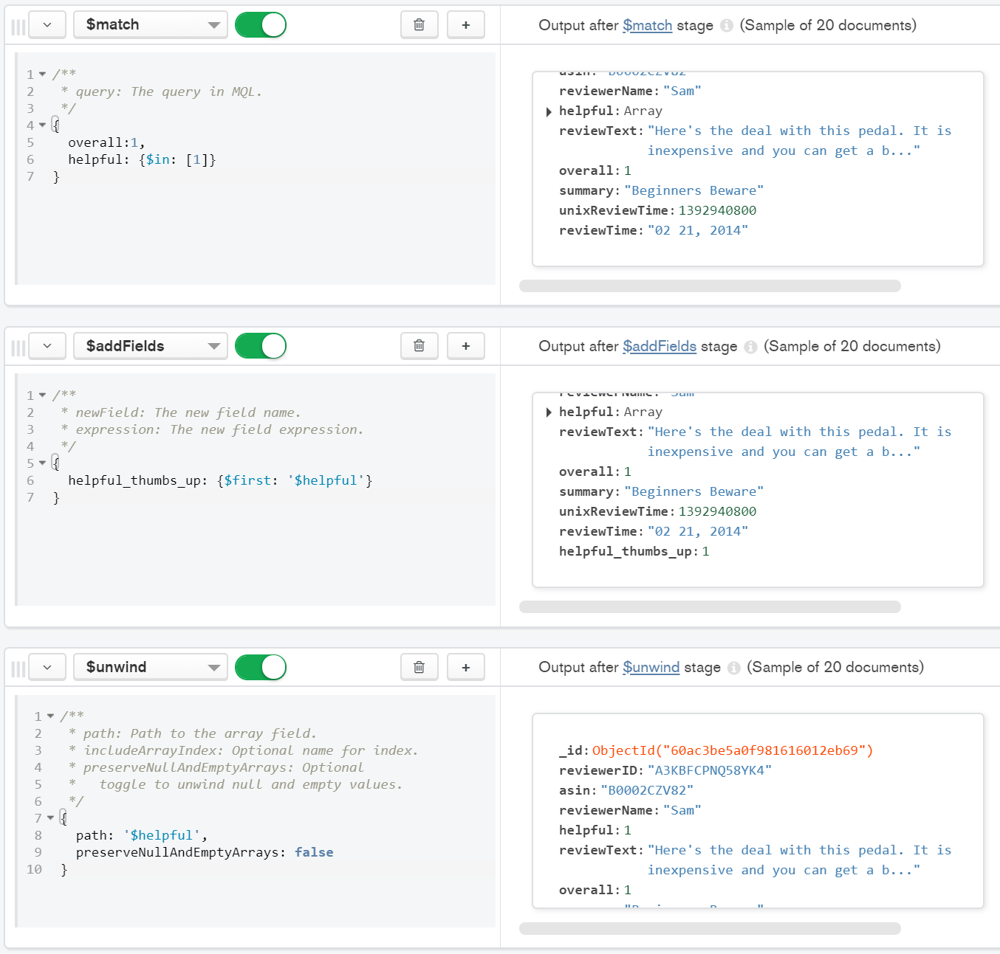 $match
Output after $match stage (Sample of 20 documents)
1 /**
2 * query: The query in MQL.
3 */
4 {
5 overall:1,
6 helpful: {$in: [1]}
7 }
asin: "B0002CZV82"
reviewerName: "Sam"
helpful: Array
reviewText: "Here's the deal with this pedal. It is
inexpensive and you can get a b..."
overall: 1
summary: "Beginners Beware"
unixReviewTime: 1392940800
reviewTime: "02 21, 2014"
$addFields
Output after $addFields stage (Sample of 20 documents)
1 /**
2 * newField: The new field name.
3 * expression: The new field expression.
4 */
5 {
6 helpful_thumbs_up: {$first: '$helpful'}
7 }
reviewerName: "Sam"
helpful: Array
reviewText: "Here's the deal with this pedal. It is
inexpensive and you can get a b..."
overall: 1
summary: "Beginners Beware"
unixReviewTime: 1392940800
reviewTime: "02 21, 2014"
helpful_thumbs_up: 1
$unwind
Output after $unwind stage (Sample of 20 documents)
1 /**
2 * path: Path to the array field.
3 * includeArrayIndex: Optional name for index.
4 * preserveNullAndEmptyArrays: Optional
5 * toggle to unwind null and empty values.
6 */
7 {
8 path: '$helpful',
9 preserveNullAndEmptyArrays: false
10 }
_id: ObjectId("60ac3be5a0f981616012eb69")
reviewerID: "A3KBFCPNQ58YK4"
asin: "B0002CZV82"
reviewerName: "Sam"
helpful: 1
reviewText: "Here's the deal with this pedal. It is
inexpensive and you can get a b..."
overall: 1